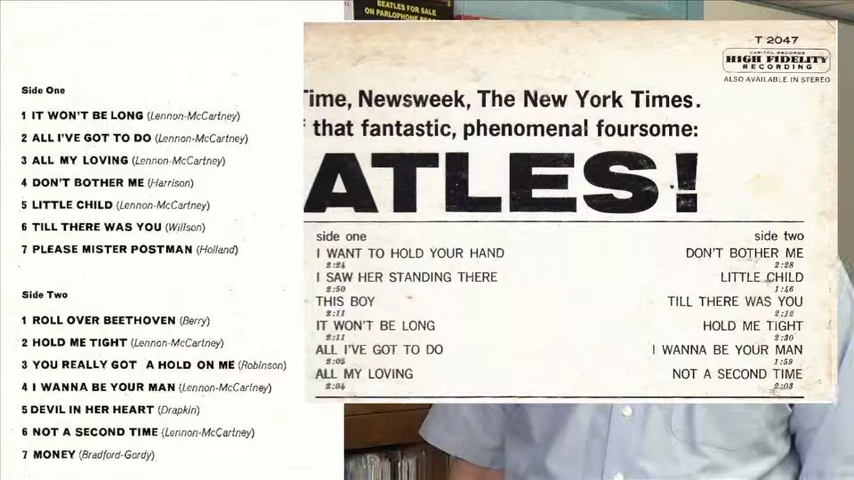 BEATLES FOR SALE
ON PARLOPHONE
Side One
1 IT WON'T BE LONG (Lennon-McCartney)
2 ALL I'VE GOT TO DO (Lennon-McCartney)
3 ALL MY LOVING (Lennon-McCartney)
4 DON'T BOTHER ME (Harrison)
5 LITTLE CHILD (Lennon-McCartney)
6 TILL THERE WAS YOU (Willson)
7 PLEASE MISTER POSTMAN (Holland)
Side Two
1 ROLL OVER BEETHOVEN (Berry)
2 HOLD ME TIGHT (Lennon-McCartney)
3 YOU REALLY GOT A HOLD ON ME (Robinson)
4 I WANNA BE YOUR MAN (Lennon-McCartney)
5 DEVIL IN HER HEART (Drapkin)
6 NOT A SECOND TIME (Lennon-McCartney)
7 MONEY (Bradford-Gordy)
T 2047
CAPITOL RECORDS
HIGH FIDELITY
RECORDING
ALSO AVAILABLE IN STEREO
Time, Newsweek, The New York Times.
that fantastic, phenomenal foursome:
ATLES!
side one
I WANT TO HOLD YOUR HAND
2:24
I SAW HER STANDING THERE
2:50
THIS BOY
2:11
IT WON'T BE LONG
2:11
ALL I'VE GOT TO DO
2:05
ALL MY LOVING
2:04
side two
DON'T BOTHER ME
2:28
LITTLE CHILD
1:46
TILL THERE WAS YOU
2:12
HOLD ME TIGHT
2:30
I WANNA BE YOUR MAN
1:59
NOT A SECOND TIME
2:03